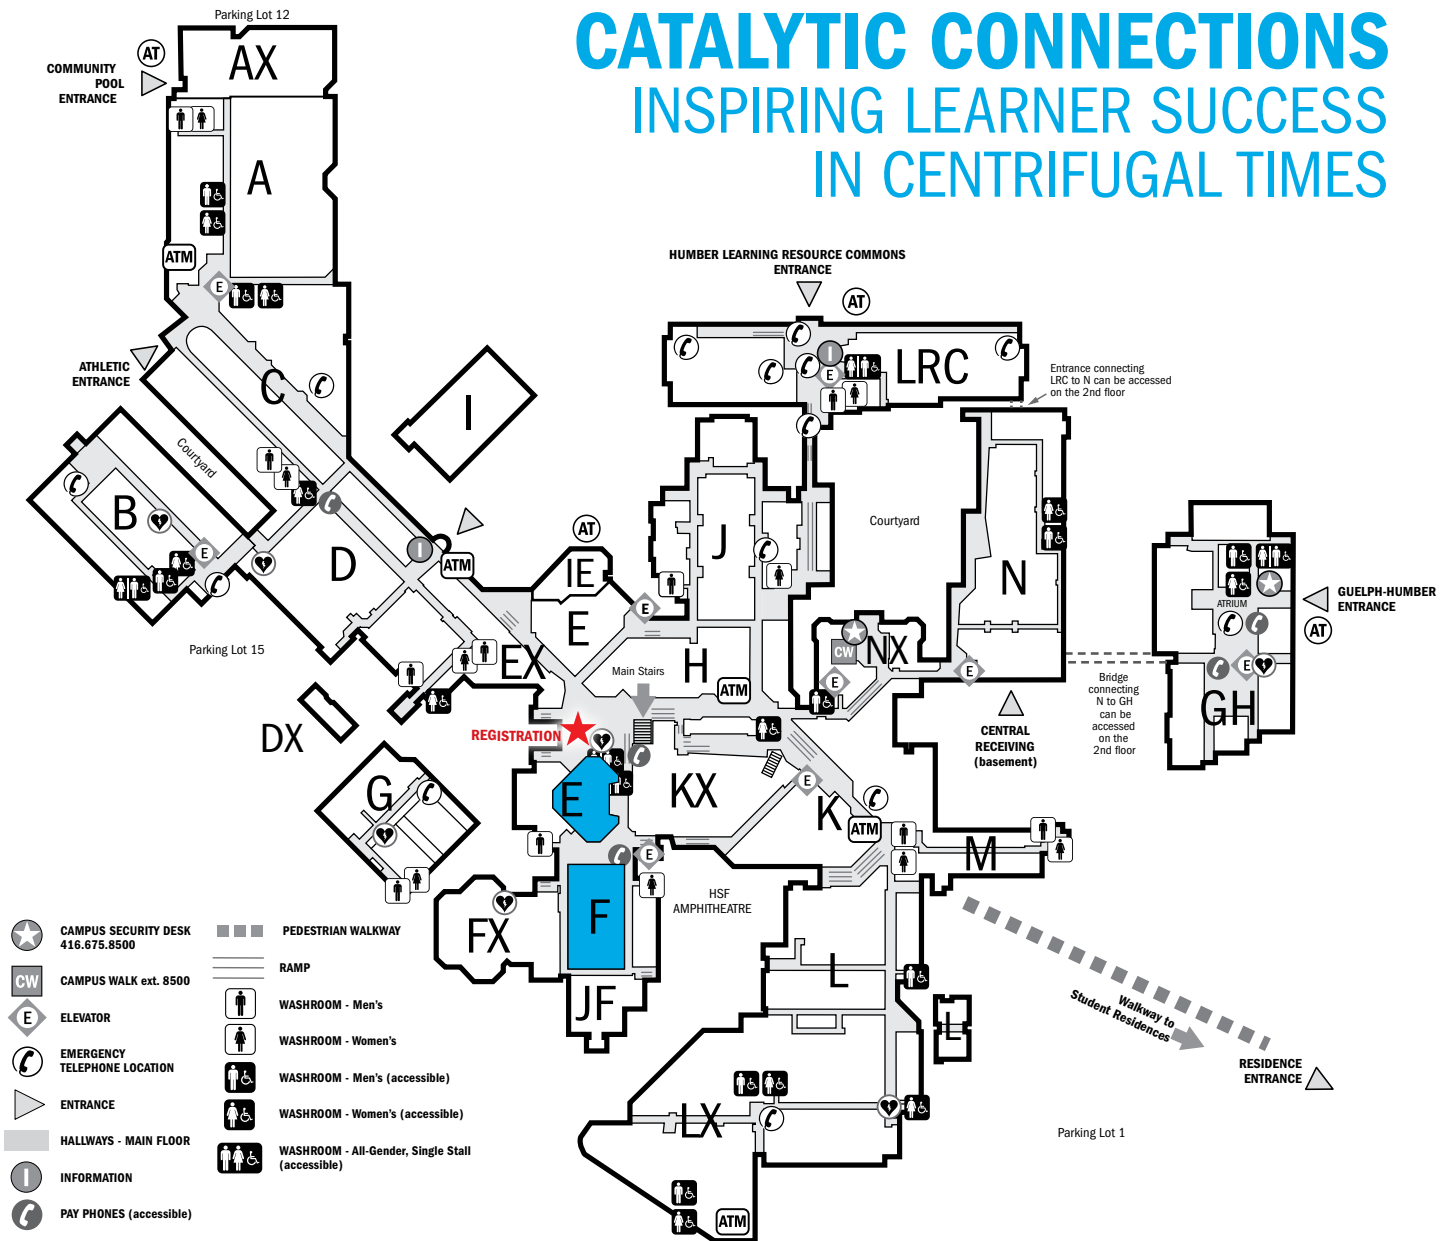 CATALYTIC CONNECTIONS
INSPIRING LEARNER SUCCESS
IN CENTRIFUGAL TIMES
Parking Lot 12
AT
COMMUNITY
POOL
ENTRANCE
AX
A
ATM
E
ATHLETIC
ENTRANCE
C
I
Courtyard
B
E
D
I
ATM
Parking Lot 15
HUMBER LEARNING RESOURCE COMMONS
ENTRANCE
AT
I
E
LRC
Entrance connecting
LRC to N can be accessed
on the 2nd floor
AT
IE
E
E
J
Courtyard
N
EX
H
Main Stairs
ATM
CW
NX
E
E
ATRIUM
GUELPH-HUMBER
ENTRANCE
AT
E
GH
Bridge
connecting
N to GH
can be
accessed
on the
2nd floor
CENTRAL
RECEIVING
(basement)
DX
REGISTRATION
G
E
KX
E
K
ATM
M
E
HSF
AMPHITHEATRE
FX
F
JF
L
L
LX
ATM
Walkway to
Student Residences
RESIDENCE
ENTRANCE
Parking Lot 1
CAMPUS SECURITY DESK
416.675.8500
CW
CAMPUS WALK ext. 8500
E
ELEVATOR
EMERGENCY
TELEPHONE LOCATION
ENTRANCE
HALLWAYS - MAIN FLOOR
I
INFORMATION
PAY PHONES (accessible)
PEDESTRIAN WALKWAY
RAMP
WASHROOM - Men's
WASHROOM - Women's
WASHROOM - Men's (accessible)
WASHROOM - Women's (accessible)
WASHROOM - All-Gender, Single Stall
(accessible)